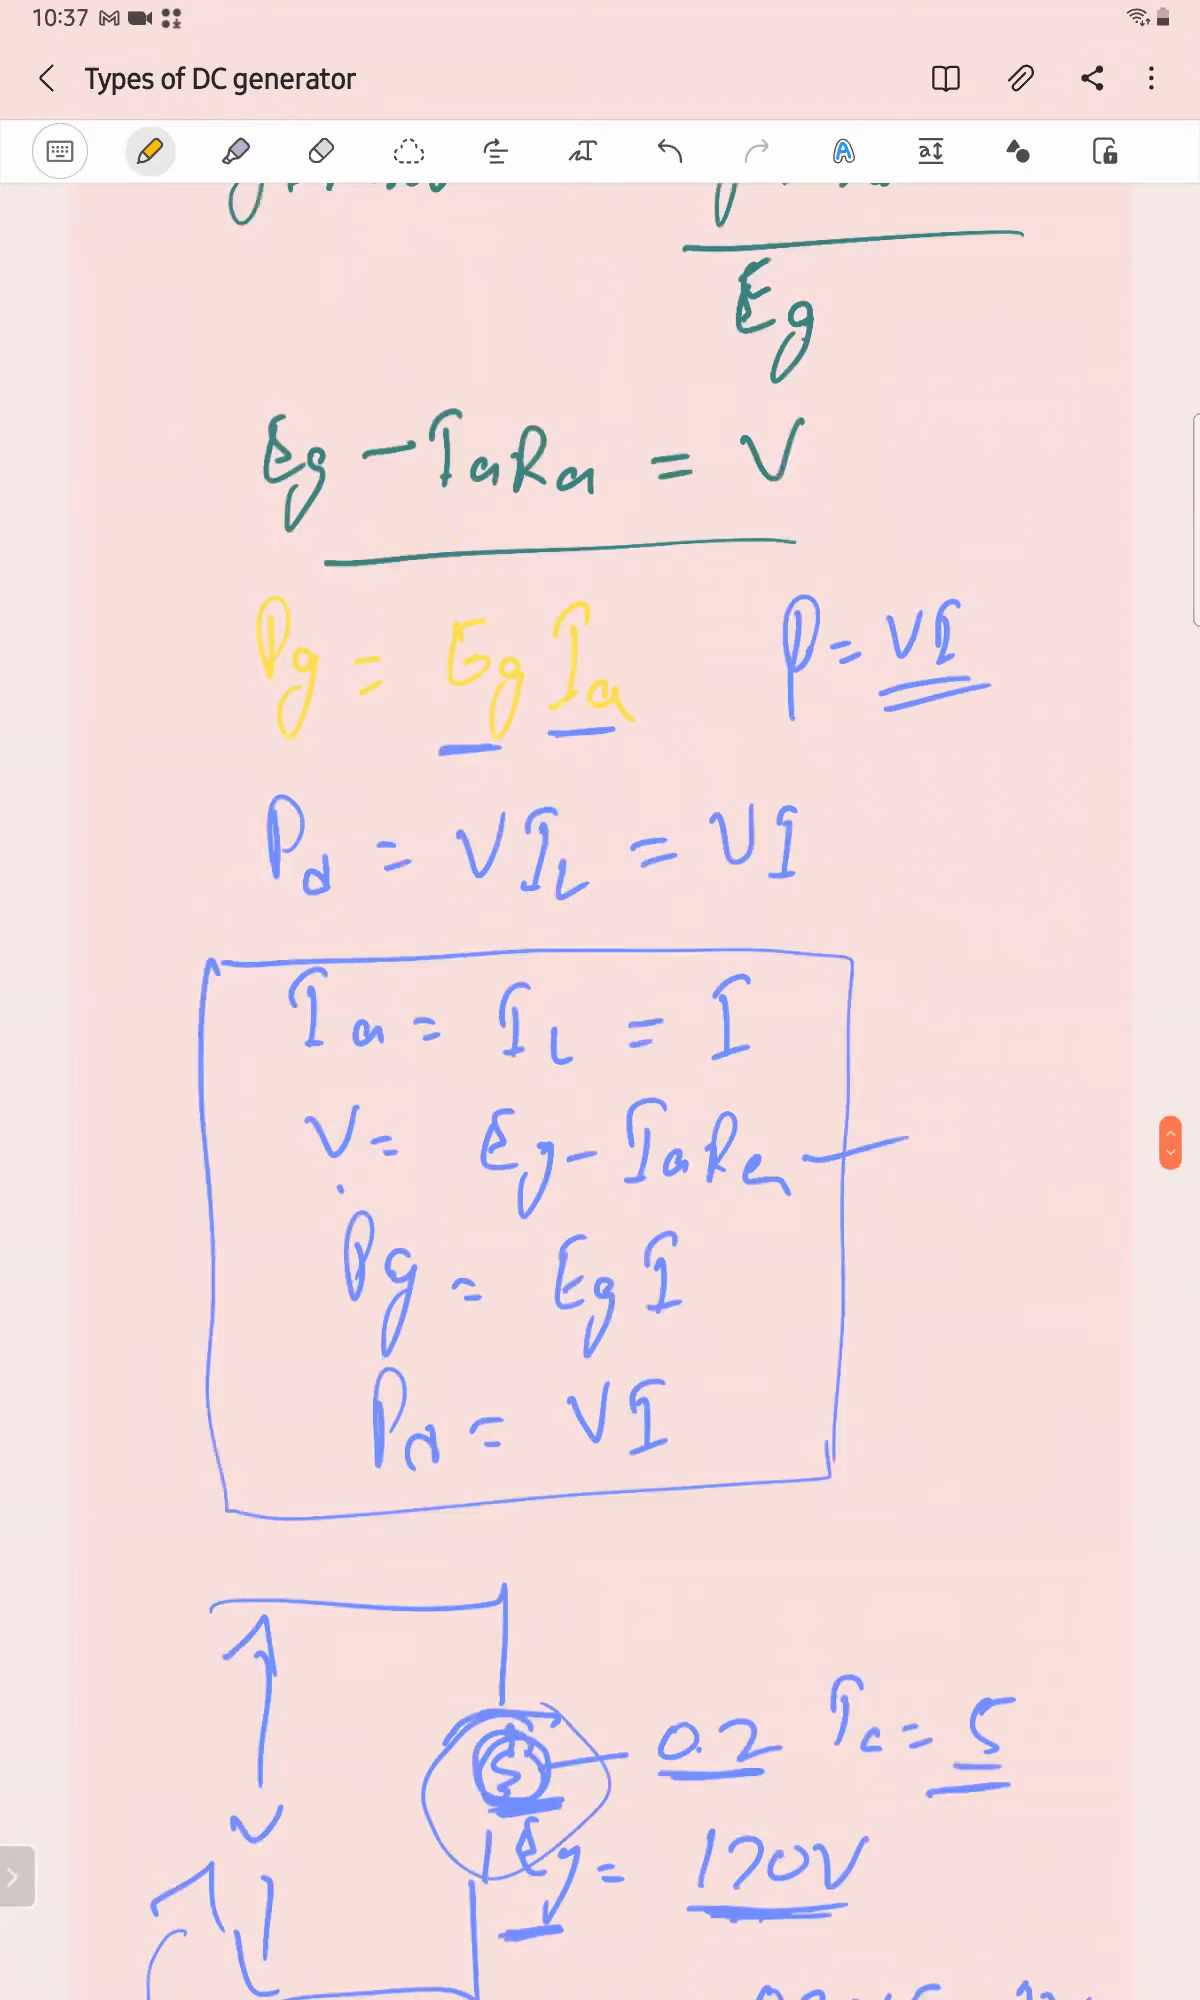 10:37
Types of DC generator
Eg
Eg - IaRa = V
Pg = Eg Ia P = VI
Pd = VIL = VI
Ia = IL = I
V = Eg - IaRa
Pg = Eg I
Pd = VI
0.2 IL = 5
V Eg = 120V